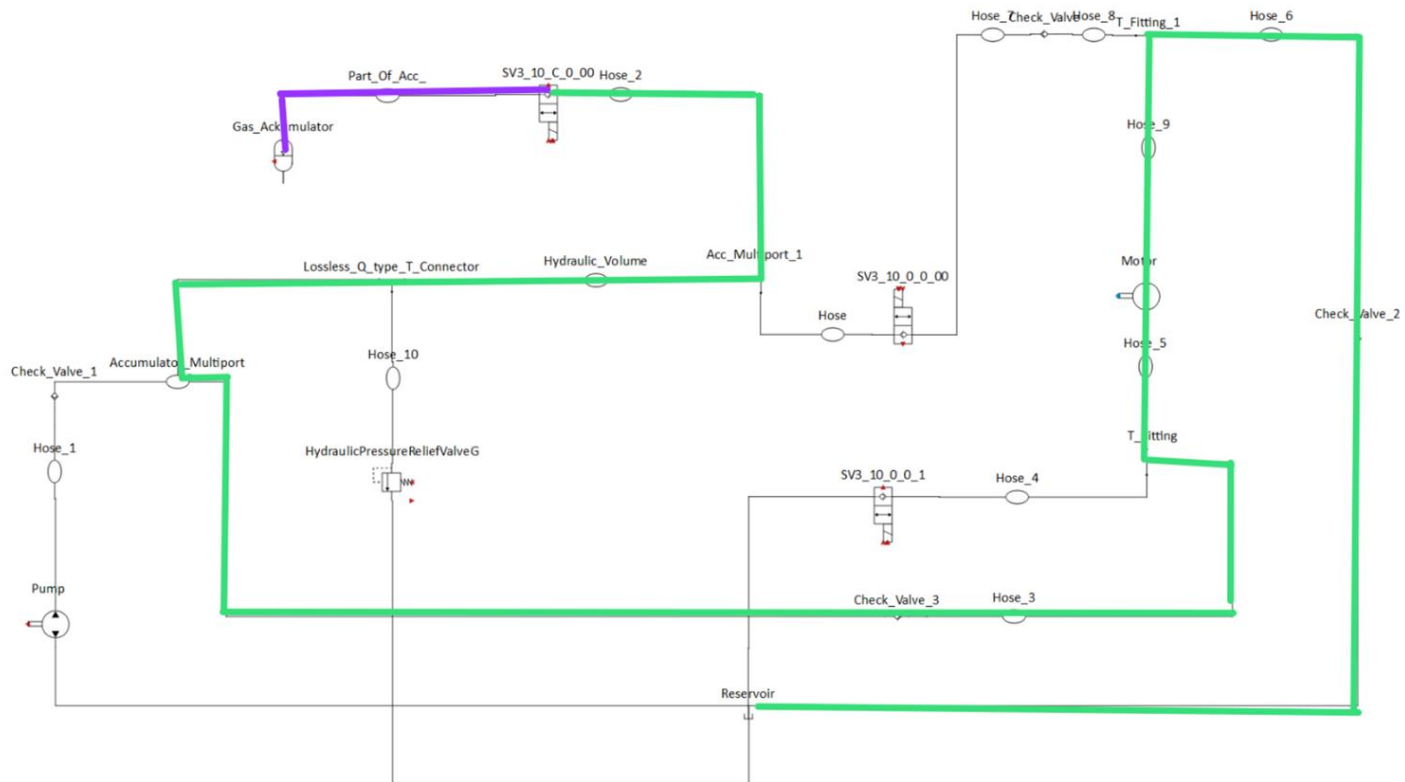 Hose_7
Check_Valve
Hose_8
T_Fitting_1
Hose_6
Part_Of_Acc_
SV3_10_C_0_00
Hose_2
Gas_Ackumulator
Hose_9
Lossless_Q_type_T_Connector
Hydraulic_Volume
Acc_Multiport_1
SV3_10_0_0_00
Motor
Hose
Check_Valve_2
Hose_10
Hose_5
Check_Valve_1
Accumulator_Multiport
Hose_1
HydraulicPressureReliefValveG
T_Fitting
SV3_10_0_0_1
Hose_4
Pump
Check_Valve_3
Hose_3
Reservoir